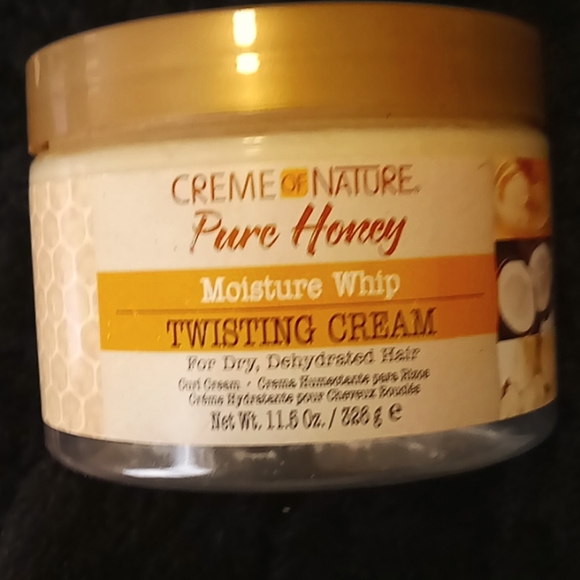 CREME OF NATURE.
Pure Honey
Moisture Whip
TWISTING CREAM
For Dry, Dehydrated Hair
Curl Cream • Crema Humectante para Rizos
Crème Hydratante pour Cheveux Bouclés
Net Wt. 11.5 Oz. / 326 g e